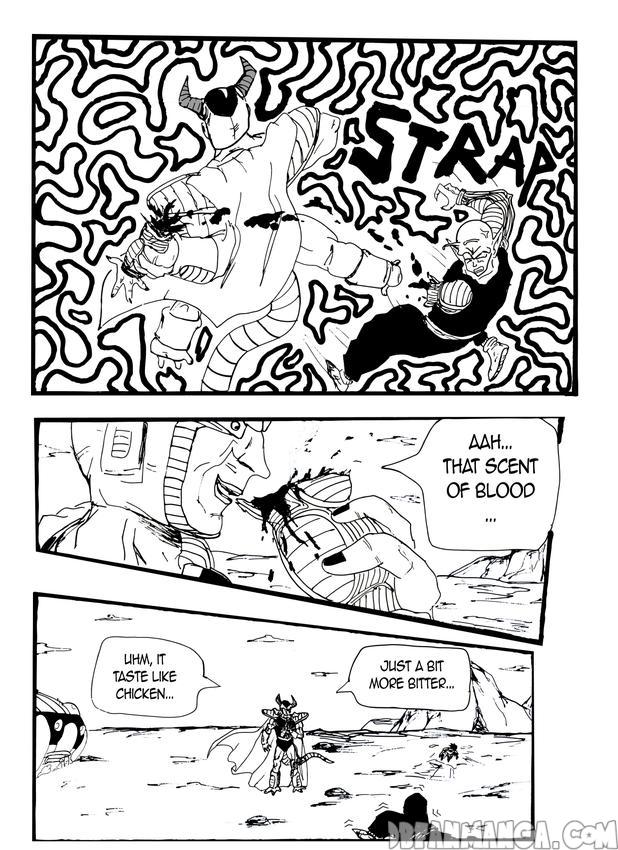 STRAP
AAH...
THAT SCENT
OF BLOOD
...
UHM, IT
TASTE LIKE
CHICKEN...
JUST A BIT
MORE BITTER...
DBFANMANGA.COM